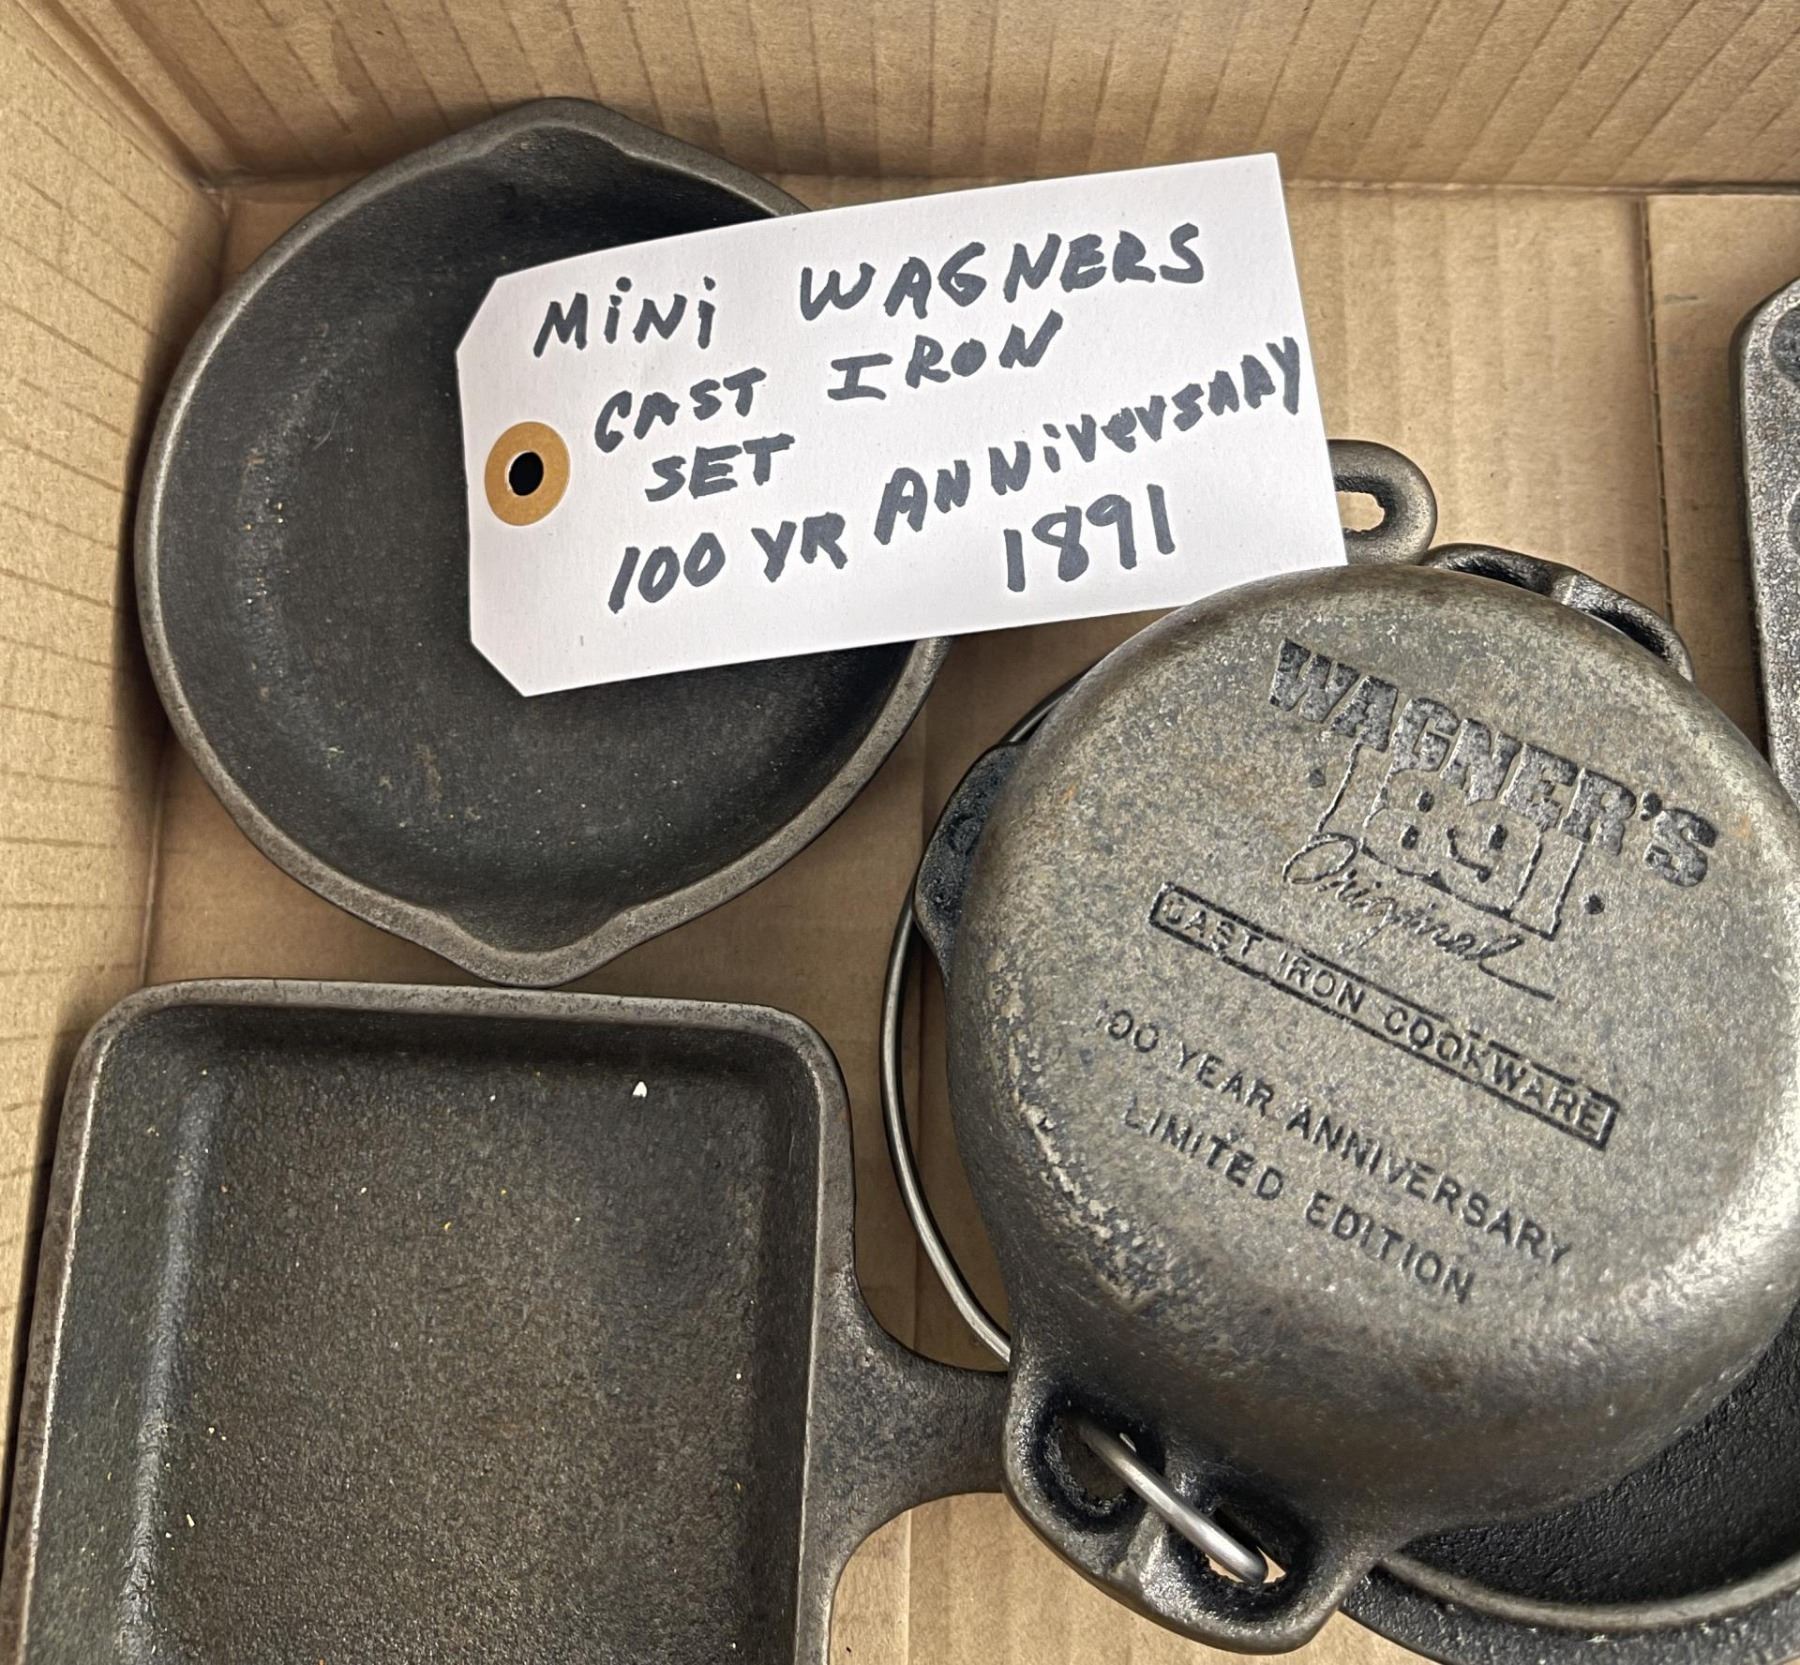 MiNi WAGNERS
CAST IRON
SET
100 YR ANNiVeRSARY
1891
WAGNER'S
1891
Original
CAST IRON COOKWARE
100 YEAR ANNIVERSARY
LIMITED EDITION